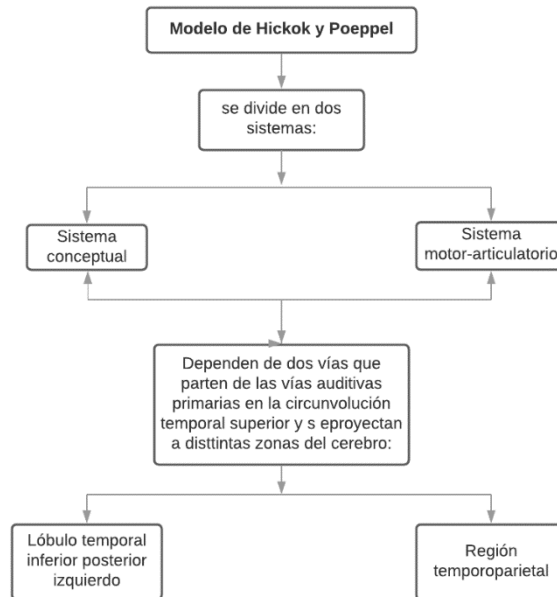 Modelo de Hickok y Poeppel
se divide en dos
sistemas:
Sistema
conceptual
Sistema
motor-articulatorio
Dependen de dos vías que
parten de las vías auditivas
primarias en la circunvolución
temporal superior y s eproyectan
a disttintas zonas del cerebro:
Lóbulo temporal
inferior posterior
izquierdo
Región
temporoparietal